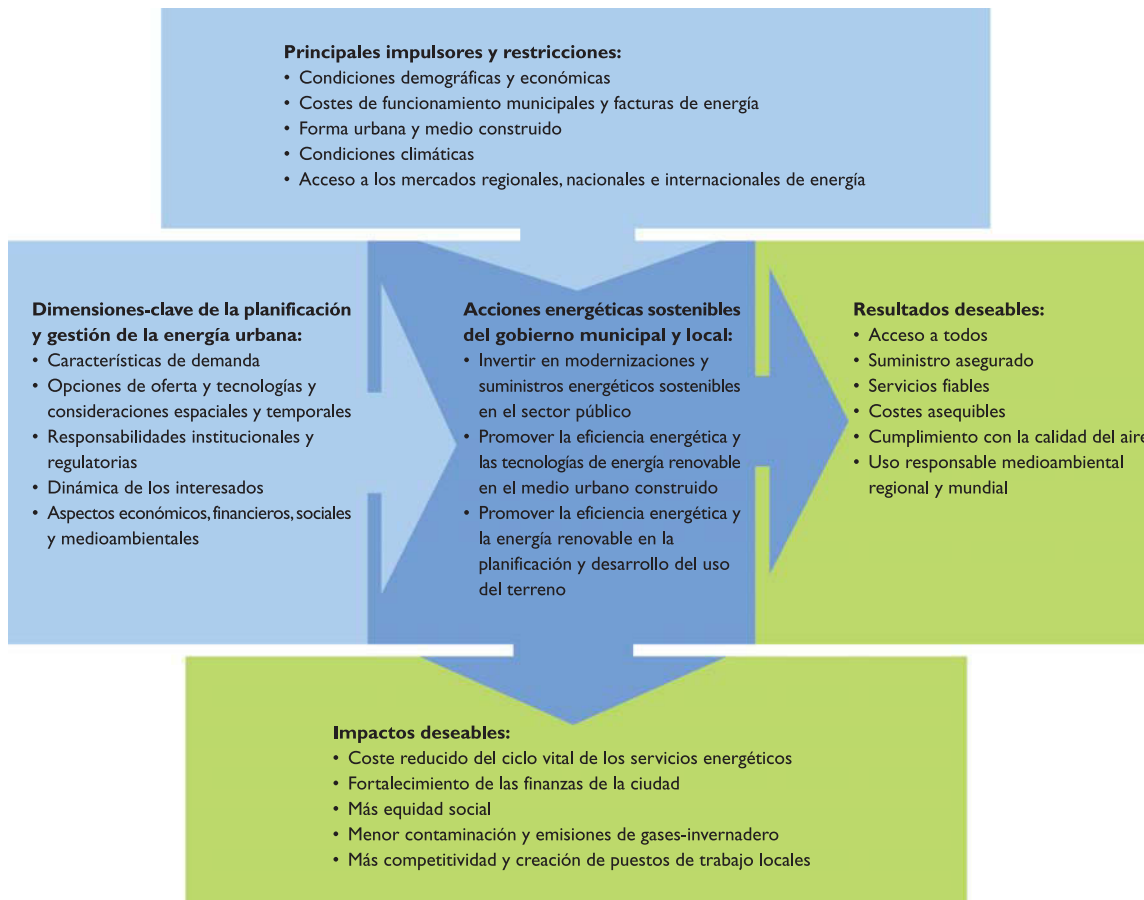 Principales impulsores y restricciones:
• Condiciones demográficas y económicas
• Costes de funcionamiento municipales y facturas de energía
• Forma urbana y medio construido
• Condiciones climáticas
• Acceso a los mercados regionales, nacionales e internacionales de energía
Dimensiones-clave de la planificación
y gestión de la energía urbana:
• Características de demanda
• Opciones de oferta y tecnologías y
consideraciones espaciales y temporales
• Responsabilidades institucionales y
regulatorias
• Dinámica de los interesados
• Aspectos económicos, financieros, sociales
y medioambientales
Acciones energéticas sostenibles
del gobierno municipal y local:
• Invertir en modernizaciones y
suministros energéticos sostenibles
en el sector público
• Promover la eficiencia energética y
las tecnologías de energía renovable
en el medio urbano construido
• Promover la eficiencia energética y
la energía renovable en la
planificación y desarrollo del uso
del terreno
Resultados deseables:
• Acceso a todos
• Suministro asegurado
• Servicios fiables
• Costes asequibles
• Cumplimiento con la calidad del aire
• Uso responsable medioambiental
regional y mundial
Impactos deseables:
• Coste reducido del ciclo vital de los servicios energéticos
• Fortalecimiento de las finanzas de la ciudad
• Más equidad social
• Menor contaminación y emisiones de gases-invernadero
• Más competitividad y creación de puestos de trabajo locales